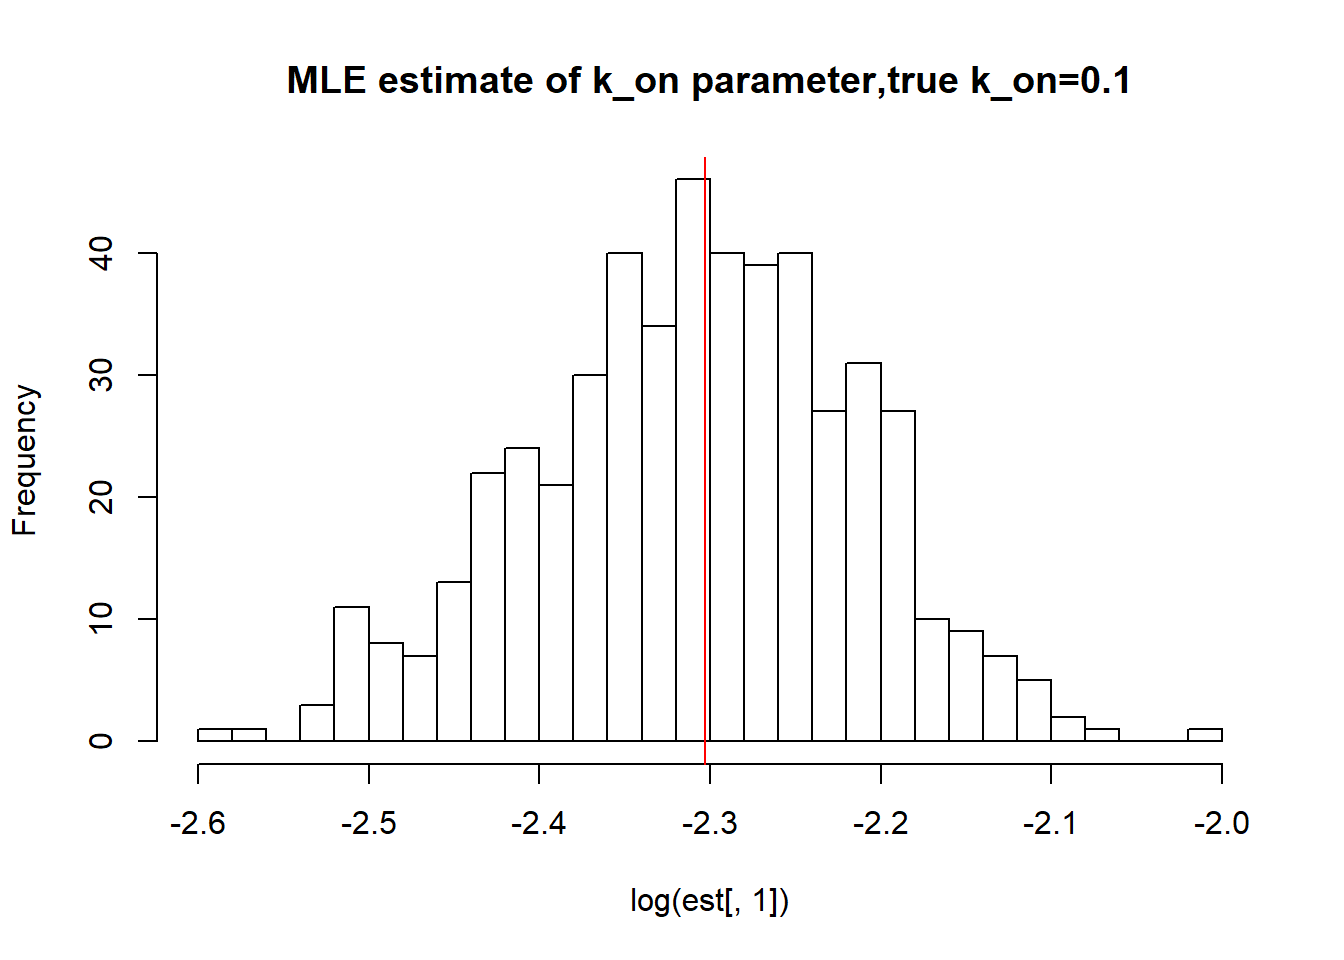 MLE estimate of k_on parameter,true k_on=0.1
Frequency
40
30
20
10
0
-2.6 -2.5 -2.4 -2.3 -2.2 -2.1 -2.0
log(est[, 1])